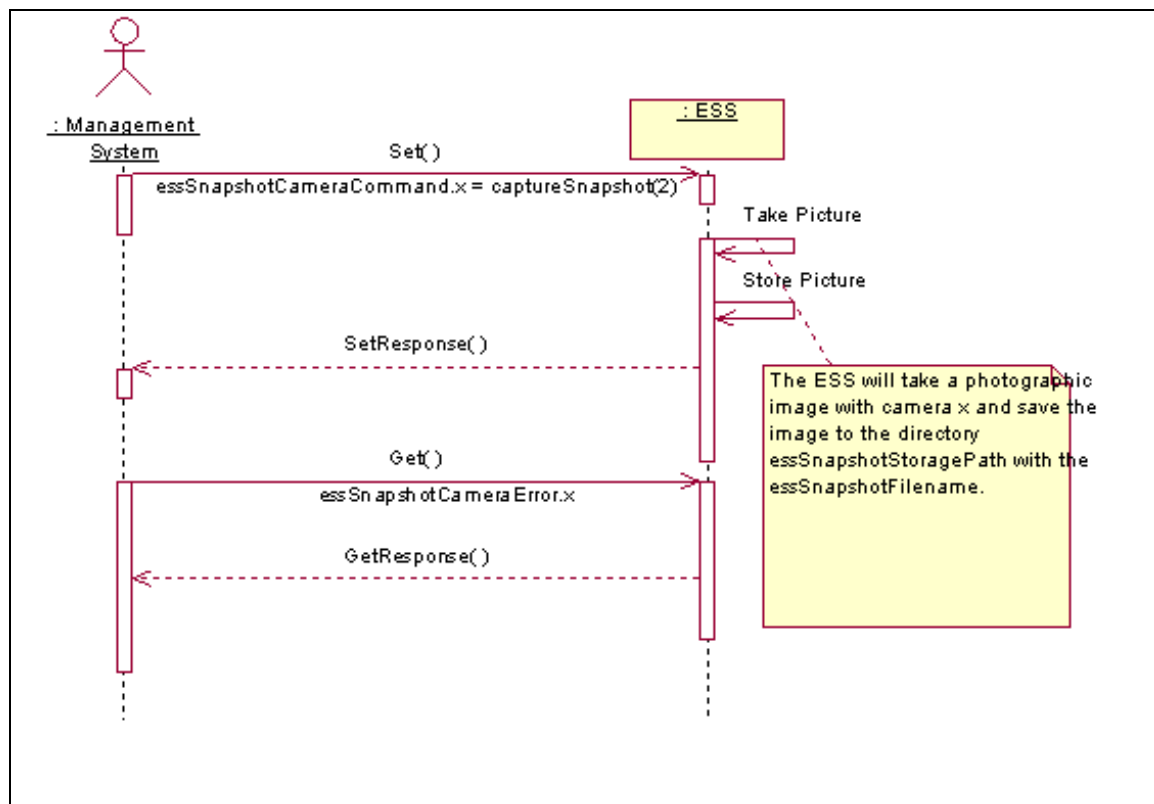 : Management
System
: ESS
Set( )
essSnapshotCameraCommand.x = captureSnapshot(2)
Take Picture
Store Picture
SetResponse( )
The ESS will take a photographic
image with camera x and save the
image to the directory
essSnapshotStoragePath with the
essSnapshotFilename.
Get( )
essSnapshotCameraError.x
GetResponse( )